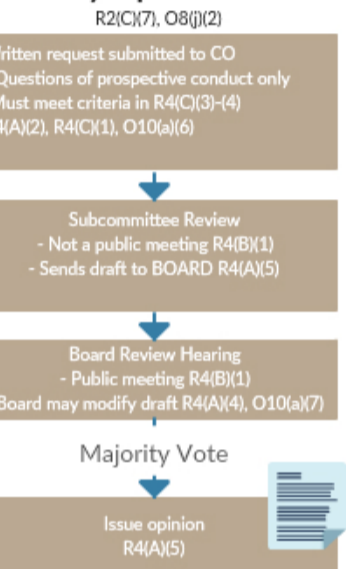 R2(C)(7), O8(j)(2)
ritten request submitted to CO
Questions of prospective conduct only
Must meet criteria in R4(C)(3)-(4)
4(A)(2), R4(C)(1), O10(a)(6)
Subcommittee Review
- Not a public meeting R4(B)(1)
- Sends draft to BOARD R4(A)(5)
Board Review Hearing
- Public meeting R4(B)(1)
Board may modify draft R4(A)(4), O10(a)(7)
Majority Vote
Issue opinion
R4(A)(5)